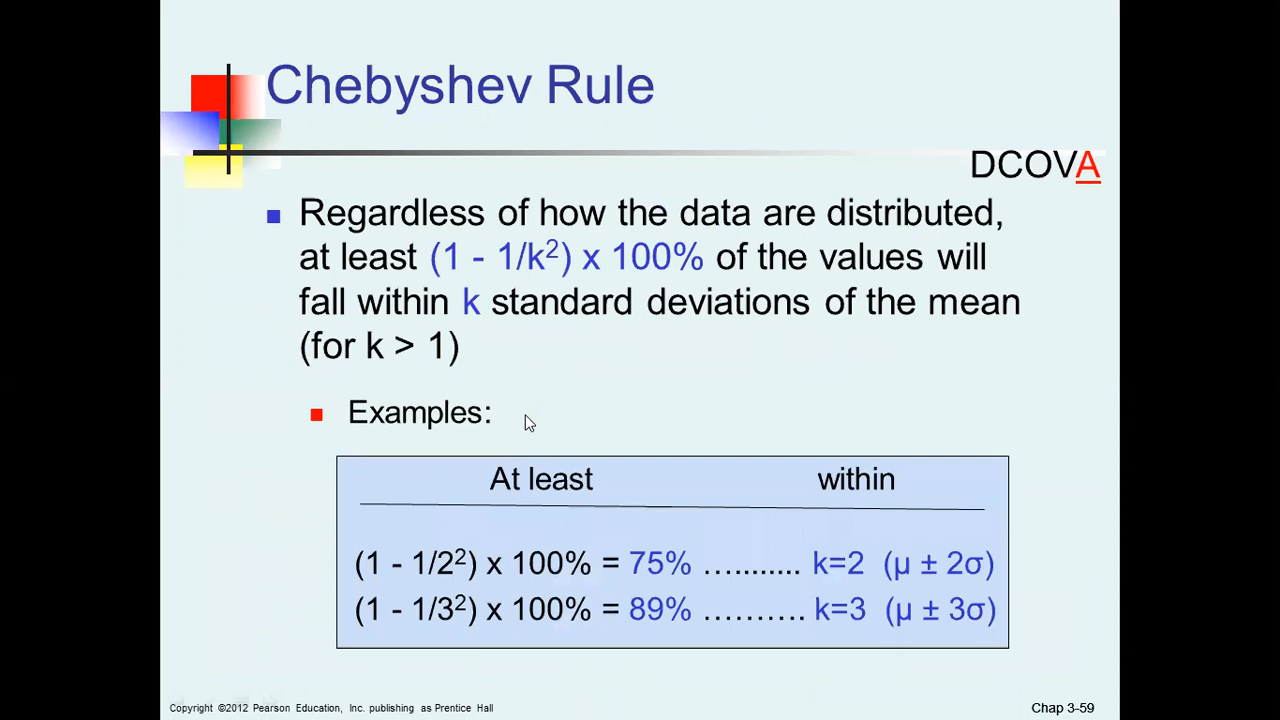 Chebyshev Rule
DCOVA
Regardless of how the data are distributed,
at least (1 - 1/k²) x 100% of the values will
fall within k standard deviations of the mean
(for k > 1)
Examples:
At least within
(1 - 1/2²) x 100% = 75% …........ k=2 (μ ± 2σ)
(1 - 1/3²) x 100% = 89% ………. k=3 (μ ± 3σ)
Copyright ©2012 Pearson Education, Inc. publishing as Prentice Hall
Chap 3-59